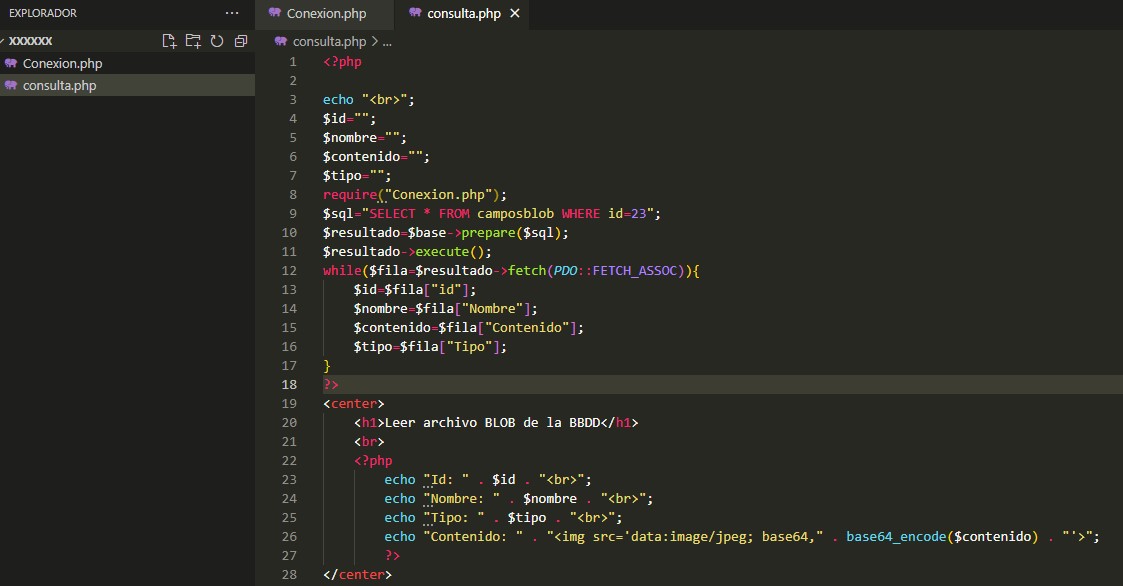 EXPLORADOR
XXXXXX
Conexion.php
consulta.php
Conexion.php
consulta.php
consulta.php > ...
1 <?php
2
3 echo "<br>";
4 $id="";
5 $nombre="";
6 $contenido="";
7 $tipo="";
8 require("Conexion.php");
9 $sql="SELECT * FROM camposblob WHERE id=23";
10 $resultado=$base->prepare($sql);
11 $resultado->execute();
12 while($fila=$resultado->fetch(PDO::FETCH_ASSOC)){
13     $id=$fila["id"];
14     $nombre=$fila["Nombre"];
15     $contenido=$fila["Contenido"];
16     $tipo=$fila["Tipo"];
17 }
18 ?>
19 <center>
20     <h1>Leer archivo BLOB de la BBDD</h1>
21     <br>
22     <?php
23         echo "Id: " . $id . "<br>";
24         echo "Nombre: " . $nombre . "<br>";
25         echo "Tipo: " . $tipo . "<br>";
26         echo "Contenido: " . "<img src='data:image/jpeg; base64," . base64_encode($contenido) . "'>";
27         ?>
28 </center>